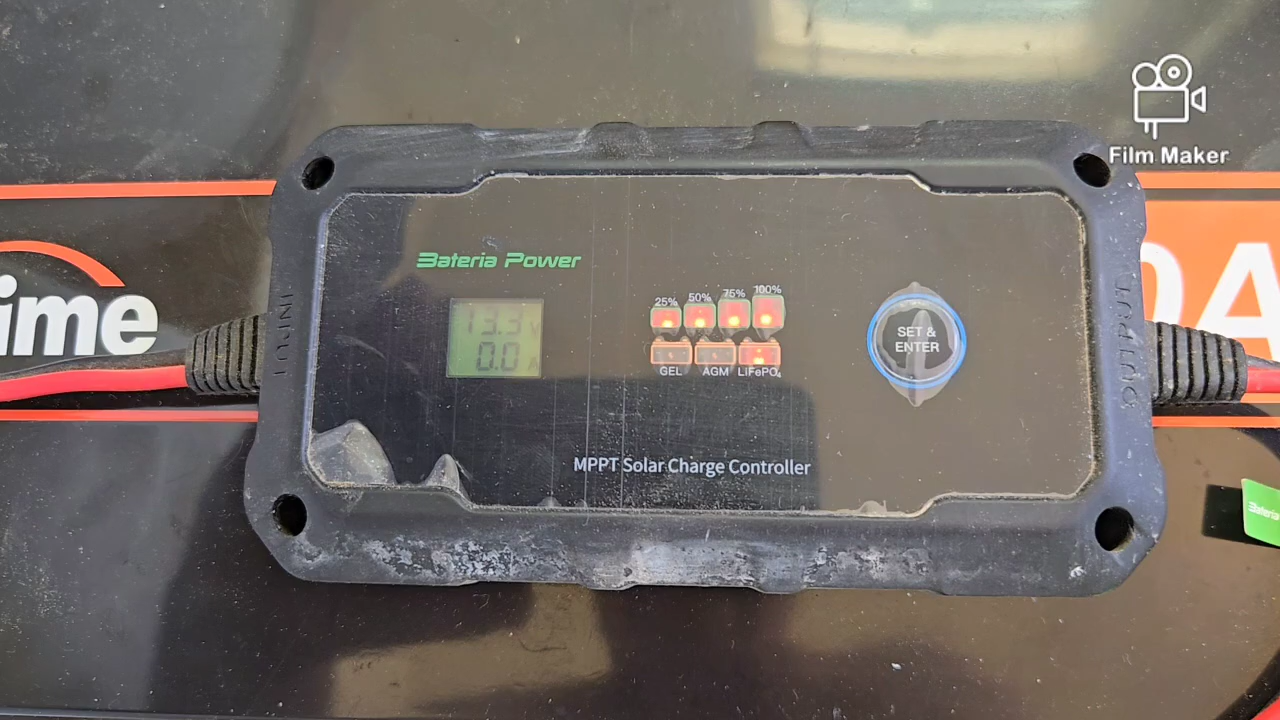 Film Maker
Bateria Power
ime
INPUT
13.3 V
0.0 A
25% 50% 75% 100%
GEL AGM LiFePO₄
SET &
ENTER
OUTPUT
MPPT Solar Charge Controller
Bateria